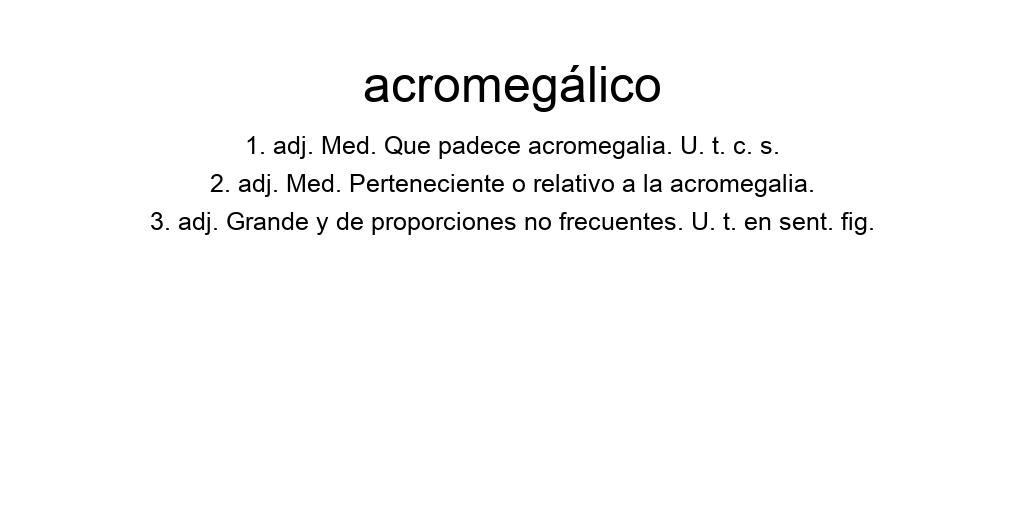 acromegálico
1. adj. Med. Que padece acromegalia. U. t. c. s.
2. adj. Med. Perteneciente o relativo a la acromegalia.
3. adj. Grande y de proporciones no frecuentes. U. t. en sent. fig.